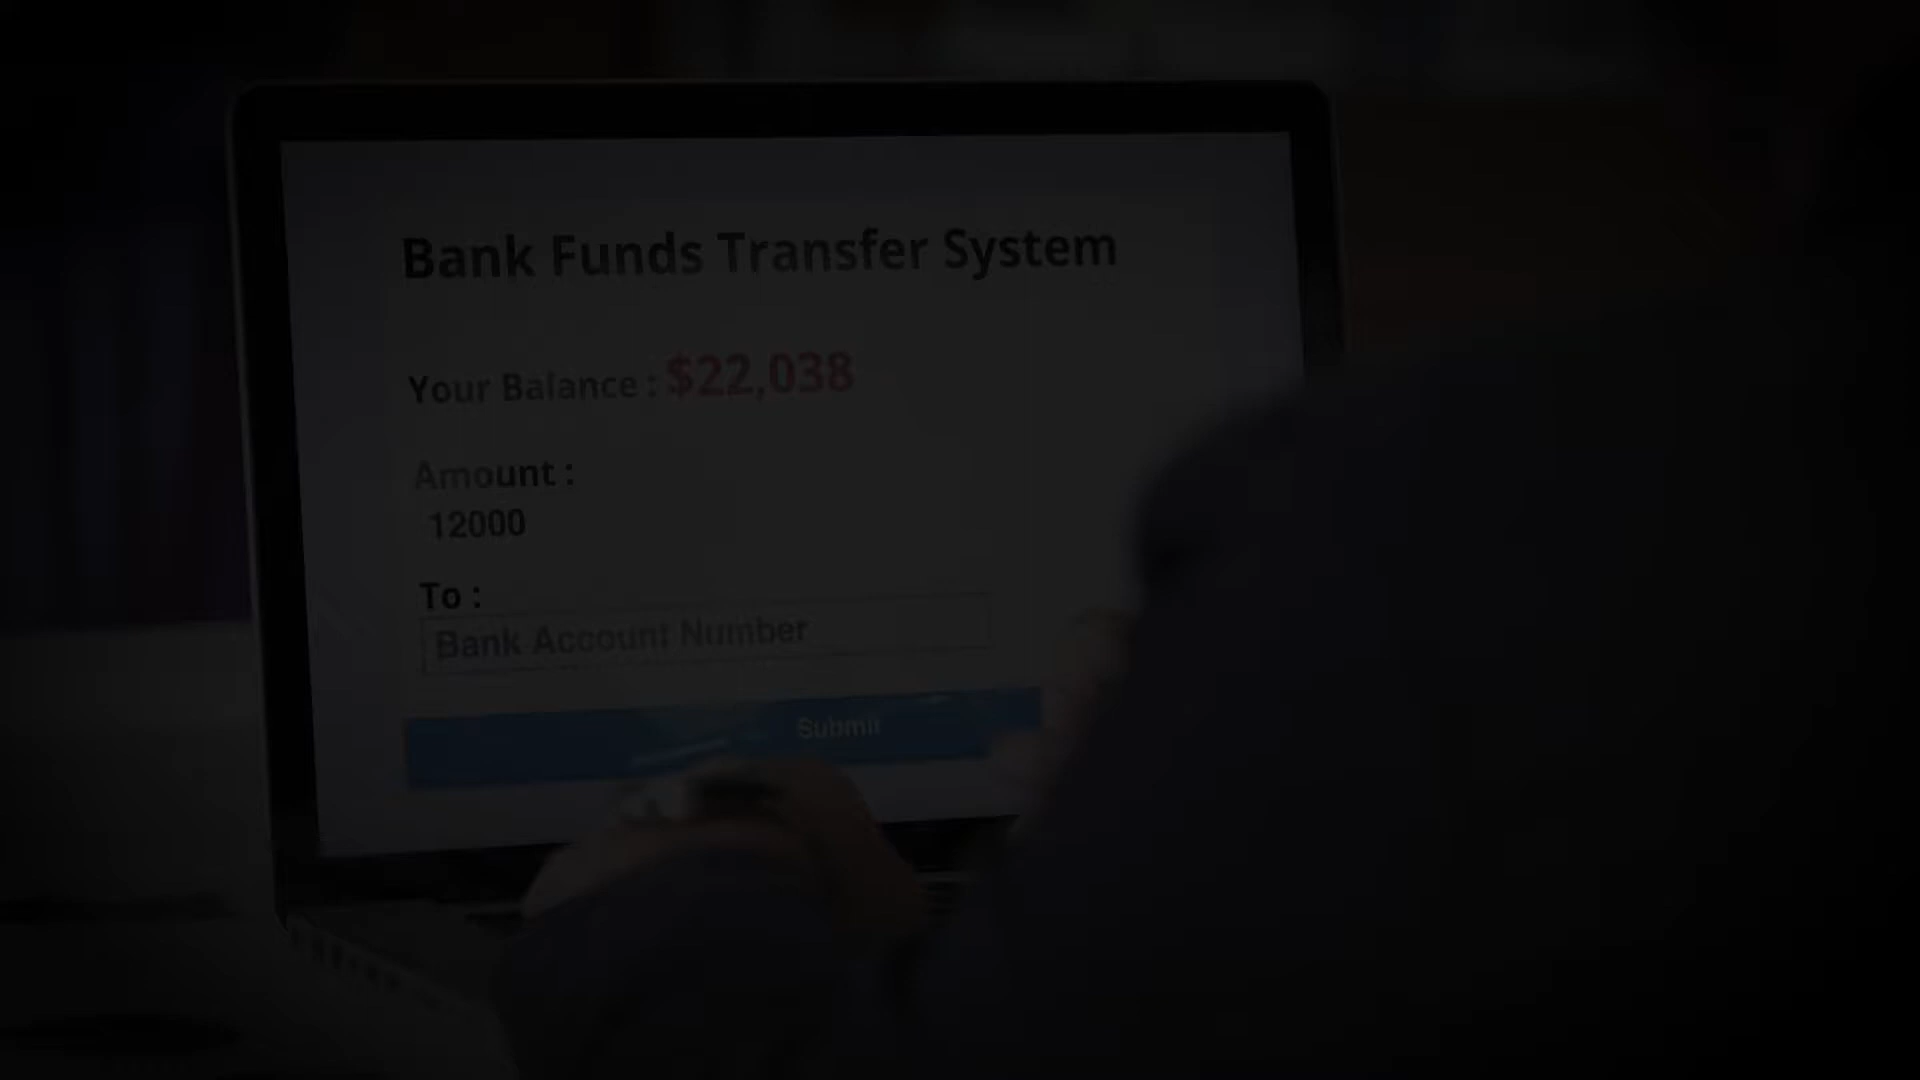 Bank Funds Transfer System
Your Balance : $22,038
Amount :
12000
To :
Bank Account Number
Submit